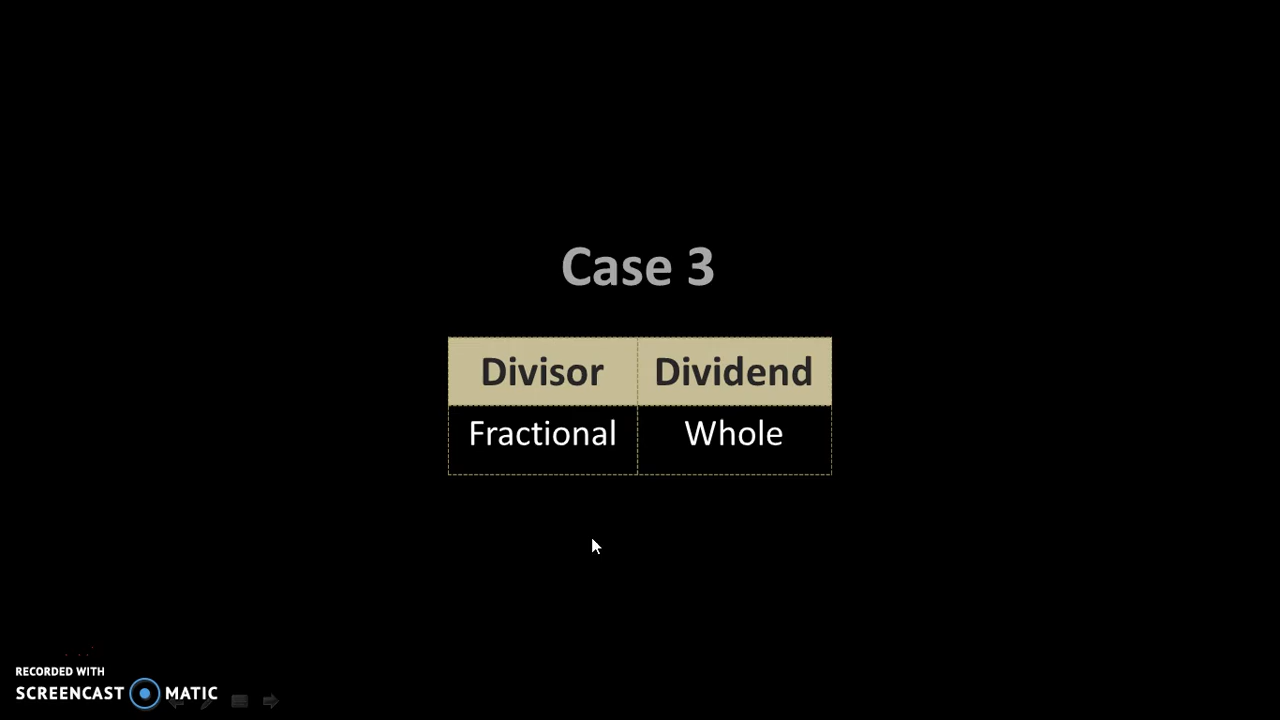 Case 3
Divisor Dividend
Fractional Whole
RECORDED WITH
SCREENCAST MATIC